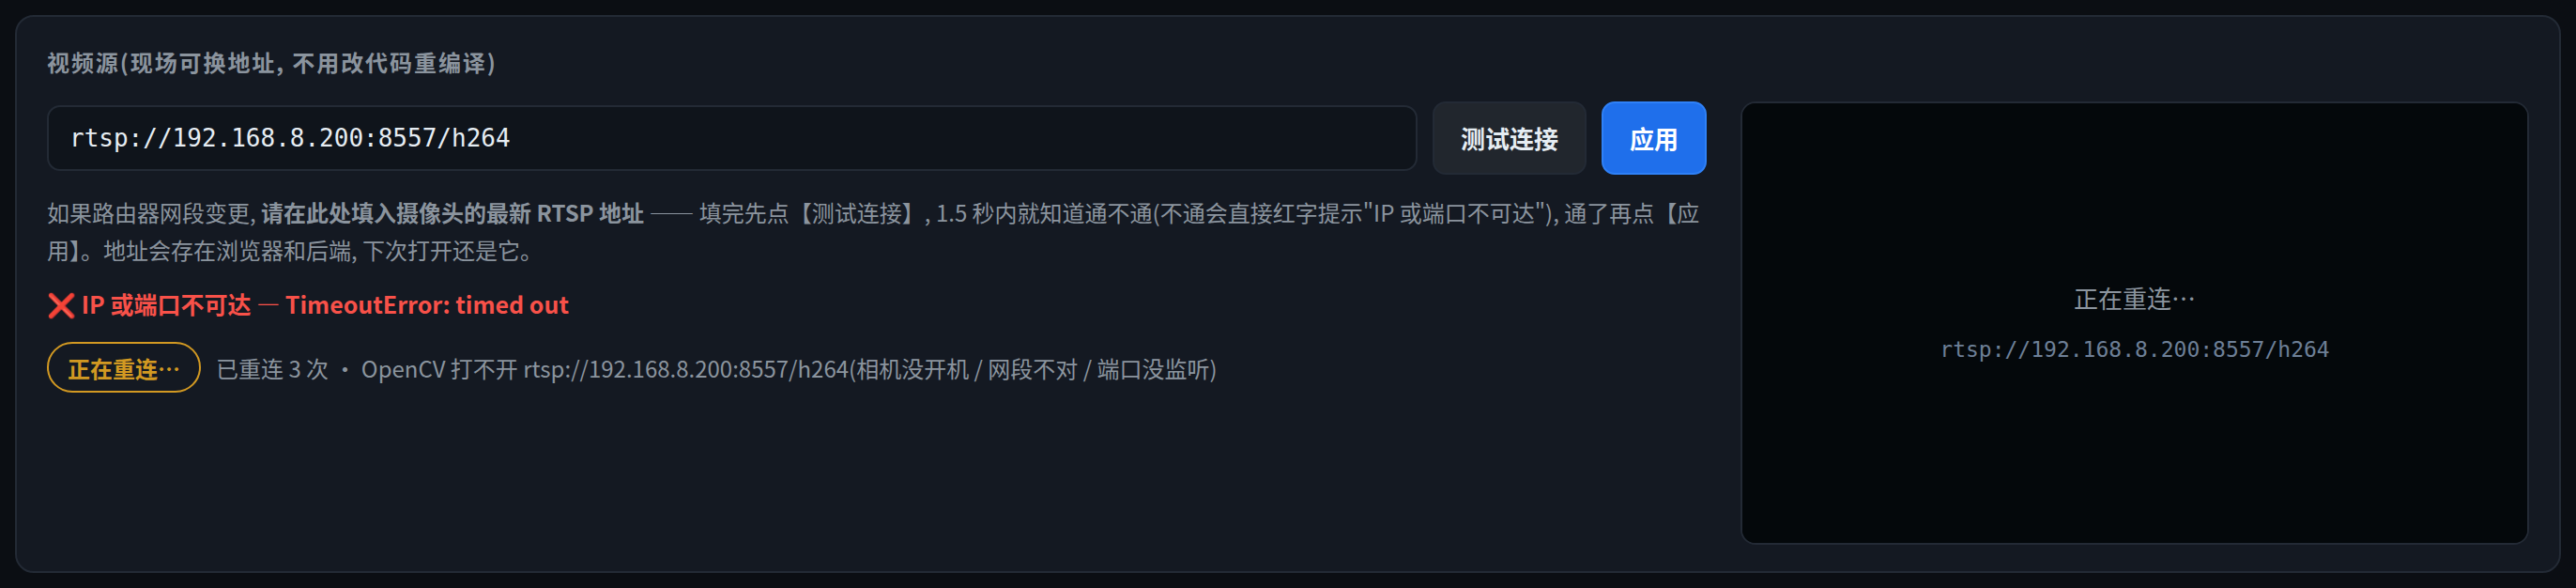 视频源(现场可换地址, 不用改代码重编译)
rtsp://192.168.8.200:8557/h264
测试连接
应用
如果路由器网段变更, 请在此处填入摄像头的最新 RTSP 地址 —— 填完先点【测试连接】, 1.5 秒内就知道通不通(不通会直接红字提示"IP 或端口不可达"), 通了再点【应
用】。地址会存在浏览器和后端, 下次打开还是它。
❌ IP 或端口不可达 — TimeoutError: timed out
正在重连…
已重连 3 次 • OpenCV 打不开 rtsp://192.168.8.200:8557/h264(相机没开机 / 网段不对 / 端口没监听)
正在重连…
rtsp://192.168.8.200:8557/h264